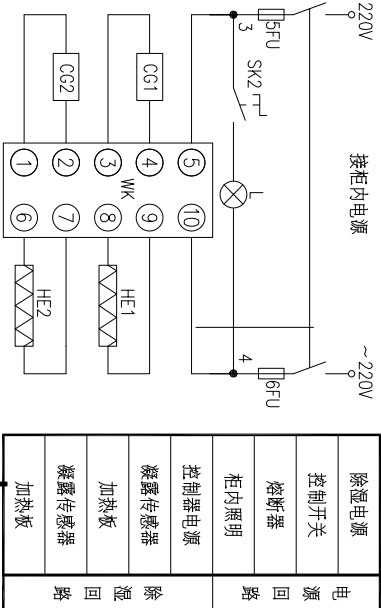 220V
接柜内电源
~220V
5FU
6FU
3
4
SK2
L
5
10
CG1
4
9
HE1
3
8
WK
CG2
2
7
HE2
1
6
除湿电源
控制开关
熔断器
柜内照明
控制器电源
凝露传感器
加热板
凝露传感器
加热板
电源回路
除湿回路